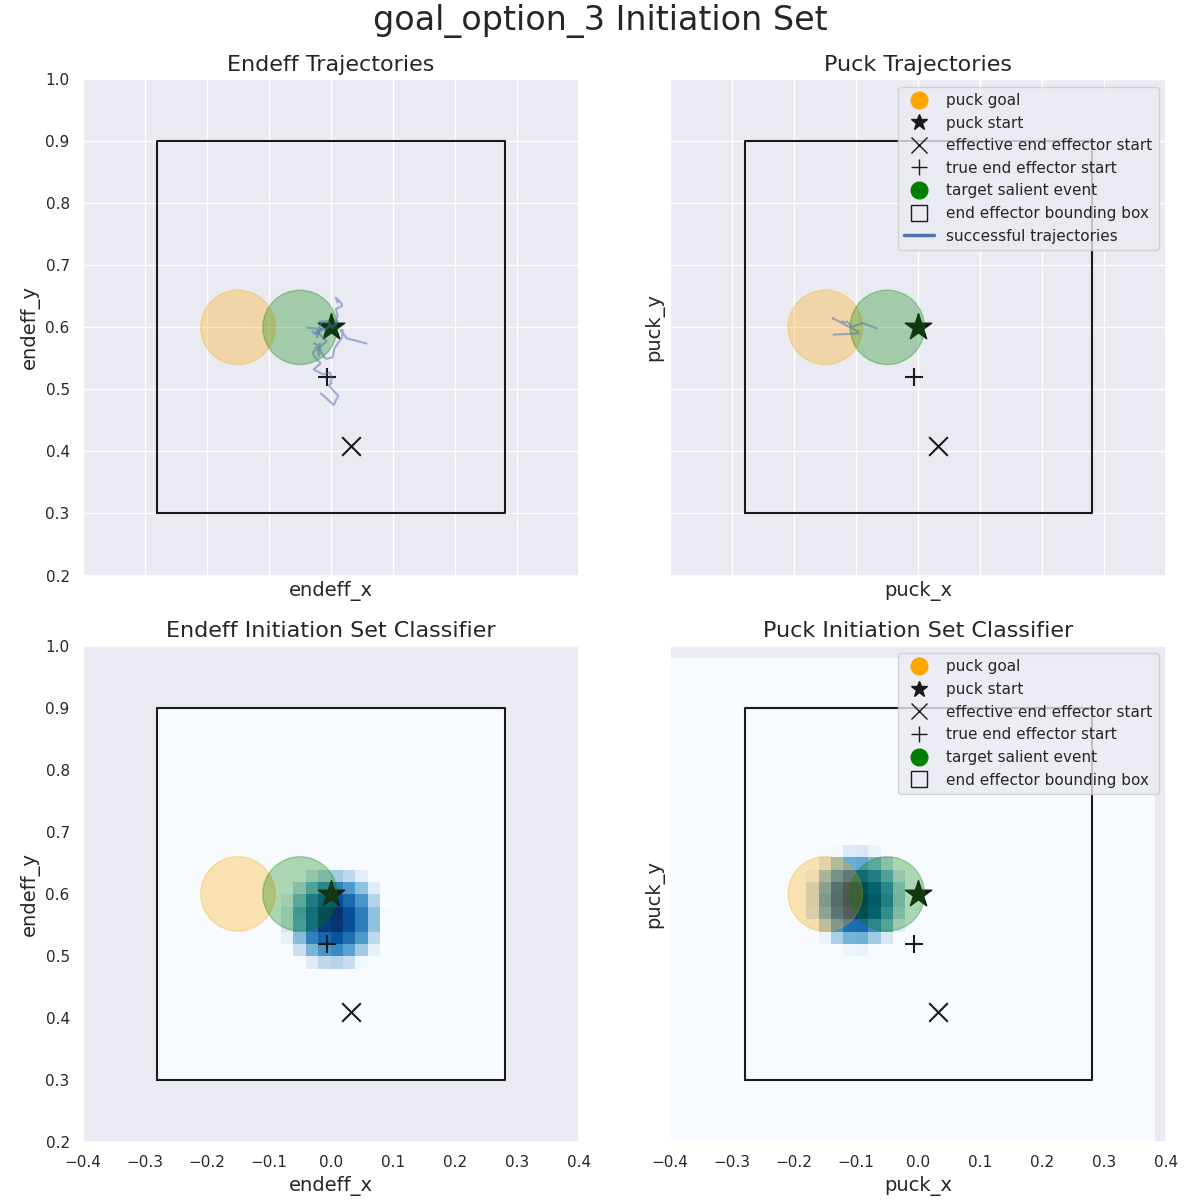 goal_option_3 Initiation Set
Endeff Trajectories
1.0
0.9
0.8
0.7
0.6
0.5
0.4
0.3
0.2
endeff_y
endeff_x
Puck Trajectories
puck goal
puck start
effective end effector start
true end effector start
target salient event
end effector bounding box
successful trajectories
puck_y
puck_x
Endeff Initiation Set Classifier
1.0
0.9
0.8
0.7
0.6
0.5
0.4
0.3
0.2
endeff_y
−0.4 −0.3 −0.2 −0.1 0.0 0.1 0.2 0.3 0.4
endeff_x
Puck Initiation Set Classifier
puck goal
puck start
effective end effector start
true end effector start
target salient event
end effector bounding box
puck_y
−0.4 −0.3 −0.2 −0.1 0.0 0.1 0.2 0.3 0.4
puck_x